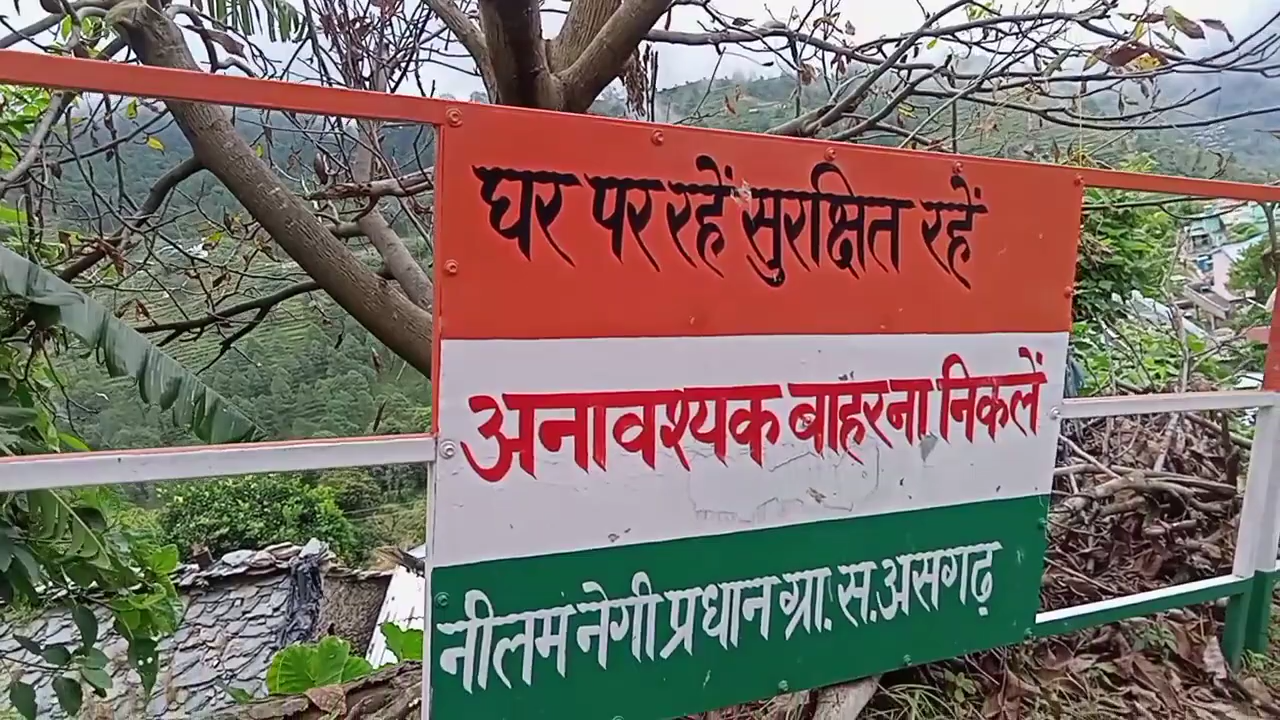 घर पर रहें सुरक्षित रहें
अनावश्यक बाहर ना निकलें
नीलम नेगी प्रधान ग्रा. स. असगढ़